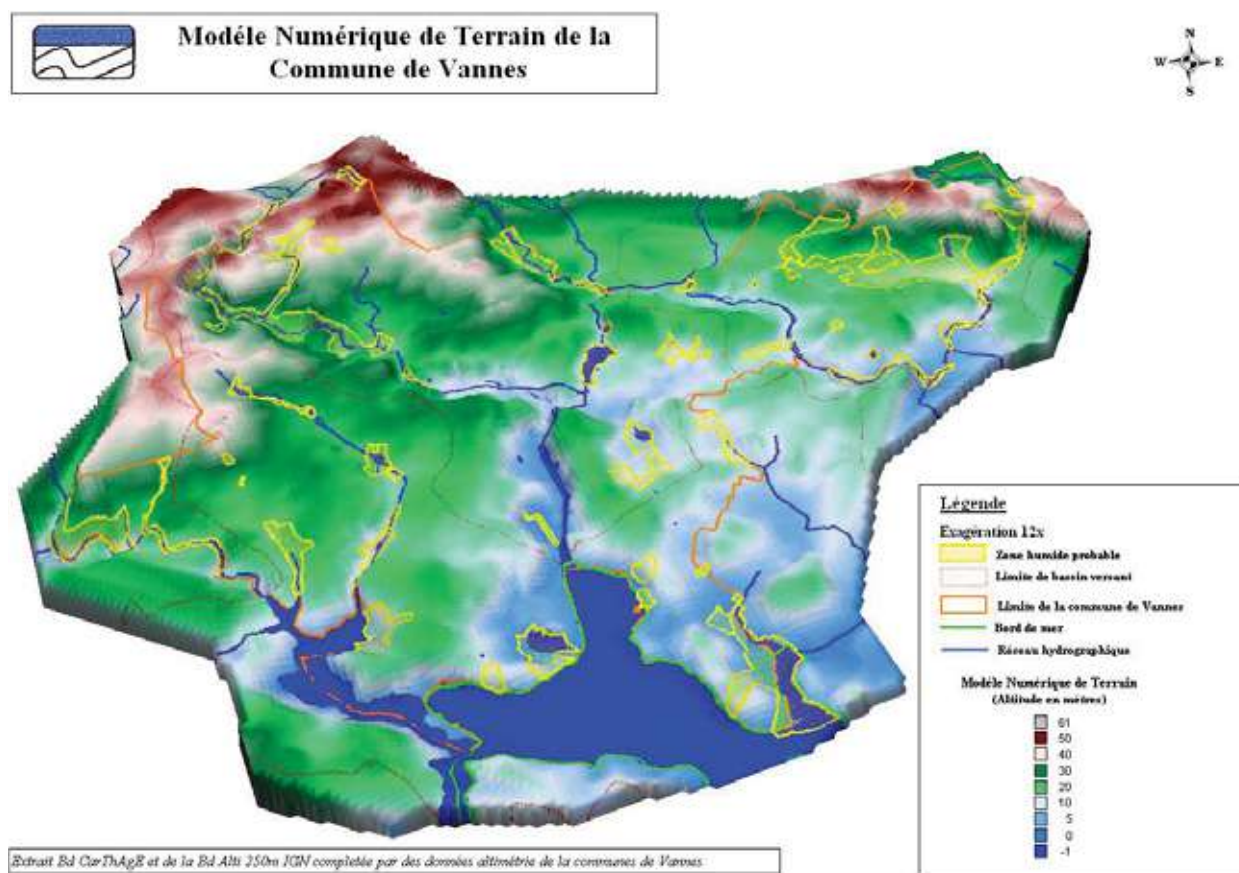 Modéle Numérique de Terrain de la
Commune de Vannes
N
W E
S
Légende
Exagération 12x
Zone humide probable
Limite de bassin versant
Limite de la commune de Vannes
Bord de mer
Réseau hydrographique
Modèle Numérique de Terrain
(Altitude en mètres)
61
50
40
30
20
10
5
0
-1
Extrait Bd CarThAgE et de la Bd Alti 250m IGN completée par des données altimétrie de la communes de Vannes